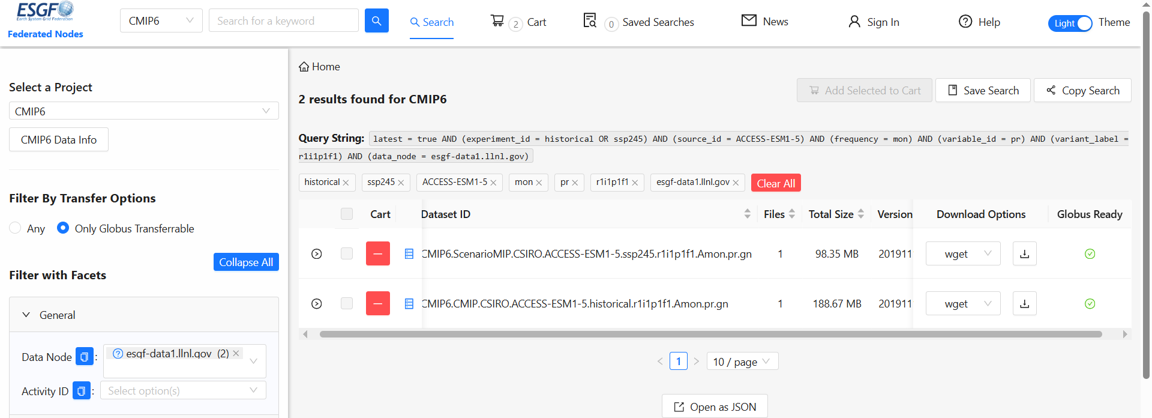 ESGF
Federated Nodes
CMIP6
Search for a keyword
Search
2 Cart
0 Saved Searches
News
Sign In
Help
Light Theme
Select a Project
CMIP6
CMIP6 Data Info
Filter By Transfer Options
Any Only Globus Transferrable
Collapse All
Filter with Facets
General
Data Node : esgf-data1.llnl.gov (2)
Activity ID : Select option(s)
Home
2 results found for CMIP6
Add Selected to Cart Save Search Copy Search
Query String: latest = true AND (experiment_id = historical OR ssp245) AND (source_id = ACCESS-ESM1-5) AND (frequency = mon) AND (variable_id = pr) AND (variant_label =
r1i1p1f1) AND (data_node = esgf-data1.llnl.gov)
historical ssp245 ACCESS-ESM1-5 mon pr r1i1p1f1 esgf-data1.llnl.gov Clear All
Cart Dataset ID Files Total Size Version Download Options Globus Ready
CMIP6.ScenarioMIP.CSIRO.ACCESS-ESM1-5.ssp245.r1i1p1f1.Amon.pr.gn 1 98.35 MB 201911 wget
CMIP6.CMIP.CSIRO.ACCESS-ESM1-5.historical.r1i1p1f1.Amon.pr.gn 1 188.67 MB 201911 wget
1 10 / page
Open as JSON